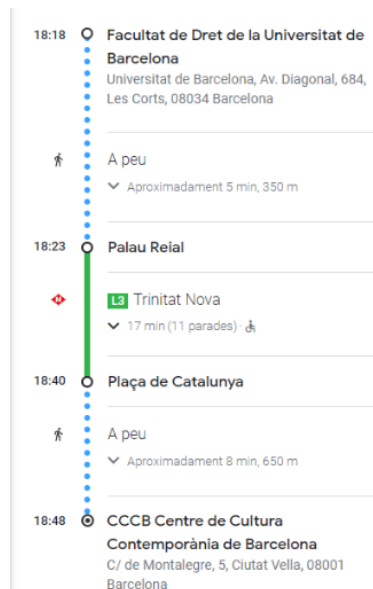 18:18 Facultat de Dret de la Universitat de
Barcelona
Universitat de Barcelona, Av. Diagonal, 684,
Les Corts, 08034 Barcelona
A peu
Aproximadament 5 min, 350 m
18:23 Palau Reial
M
L3 Trinitat Nova
17 min (11 parades) ·
18:40 Plaça de Catalunya
A peu
Aproximadament 8 min, 650 m
18:48 CCCB Centre de Cultura
Contemporània de Barcelona
C/ de Montalegre, 5, Ciutat Vella, 08001
Barcelona